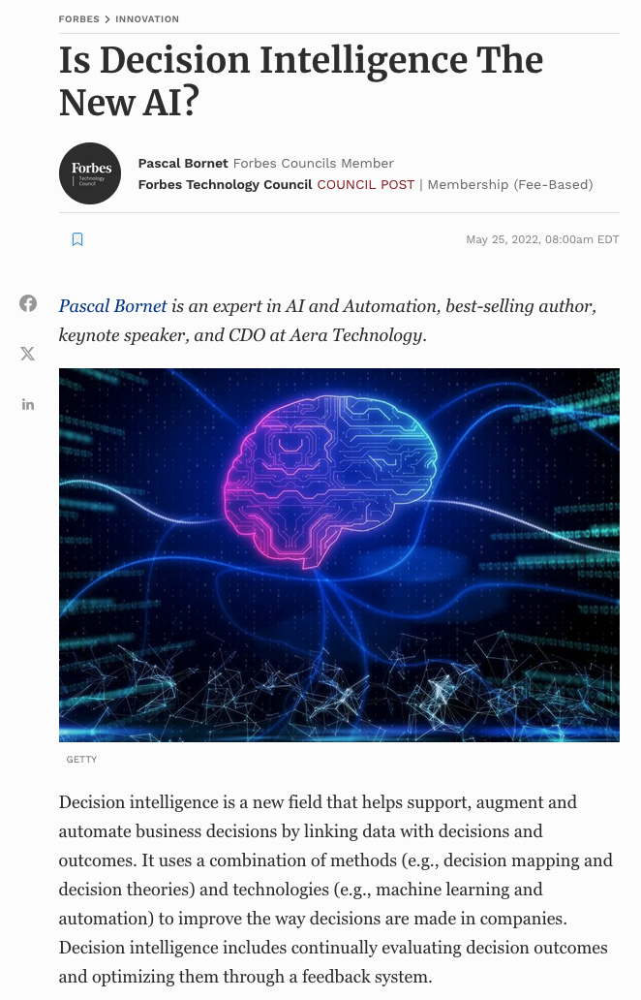 FORBES > INNOVATION
Is Decision Intelligence The
New AI?
Forbes
Technology
Council
Pascal Bornet Forbes Councils Member
Forbes Technology Council COUNCIL POST | Membership (Fee-Based)
May 25, 2022, 08:00am EDT
Pascal Bornet is an expert in AI and Automation, best-selling author,
keynote speaker, and CDO at Aera Technology.
GETTY
Decision intelligence is a new field that helps support, augment and
automate business decisions by linking data with decisions and
outcomes. It uses a combination of methods (e.g., decision mapping and
decision theories) and technologies (e.g., machine learning and
automation) to improve the way decisions are made in companies.
Decision intelligence includes continually evaluating decision outcomes
and optimizing them through a feedback system.